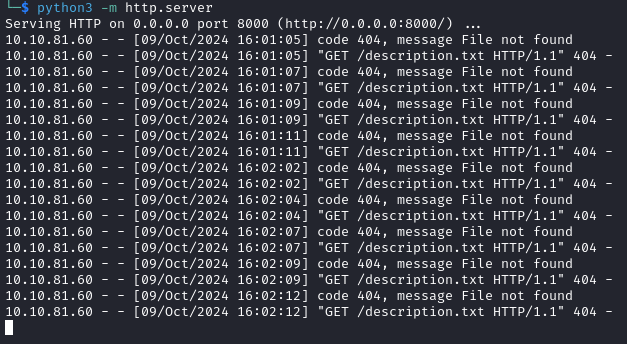 └─$ python3 -m http.server
Serving HTTP on 0.0.0.0 port 8000 (http://0.0.0.0:8000/) ...
10.10.81.60 - - [09/Oct/2024 16:01:05] code 404, message File not found
10.10.81.60 - - [09/Oct/2024 16:01:05] "GET /description.txt HTTP/1.1" 404 -
10.10.81.60 - - [09/Oct/2024 16:01:07] code 404, message File not found
10.10.81.60 - - [09/Oct/2024 16:01:07] "GET /description.txt HTTP/1.1" 404 -
10.10.81.60 - - [09/Oct/2024 16:01:09] code 404, message File not found
10.10.81.60 - - [09/Oct/2024 16:01:09] "GET /description.txt HTTP/1.1" 404 -
10.10.81.60 - - [09/Oct/2024 16:01:11] code 404, message File not found
10.10.81.60 - - [09/Oct/2024 16:01:11] "GET /description.txt HTTP/1.1" 404 -
10.10.81.60 - - [09/Oct/2024 16:02:02] code 404, message File not found
10.10.81.60 - - [09/Oct/2024 16:02:02] "GET /description.txt HTTP/1.1" 404 -
10.10.81.60 - - [09/Oct/2024 16:02:04] code 404, message File not found
10.10.81.60 - - [09/Oct/2024 16:02:04] "GET /description.txt HTTP/1.1" 404 -
10.10.81.60 - - [09/Oct/2024 16:02:07] code 404, message File not found
10.10.81.60 - - [09/Oct/2024 16:02:07] "GET /description.txt HTTP/1.1" 404 -
10.10.81.60 - - [09/Oct/2024 16:02:09] code 404, message File not found
10.10.81.60 - - [09/Oct/2024 16:02:09] "GET /description.txt HTTP/1.1" 404 -
10.10.81.60 - - [09/Oct/2024 16:02:12] code 404, message File not found
10.10.81.60 - - [09/Oct/2024 16:02:12] "GET /description.txt HTTP/1.1" 404 -